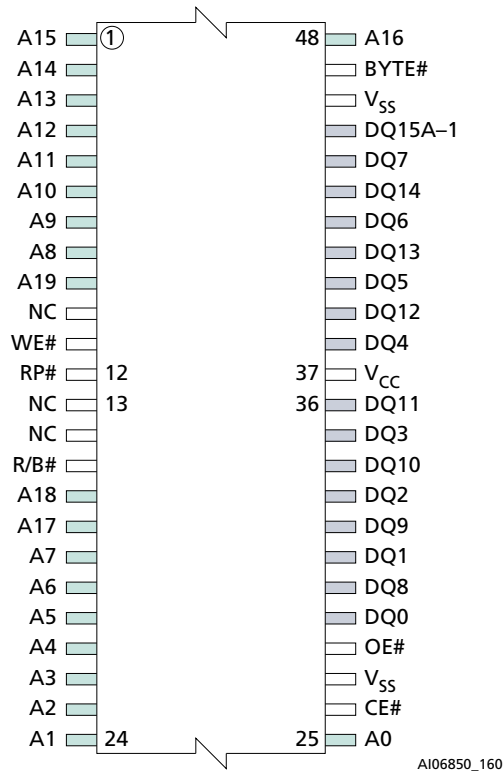 A15 1 48 A16
A14 BYTE#
A13 VSS
A12 DQ15A–1
A11 DQ7
A10 DQ14
A9 DQ6
A8 DQ13
A19 DQ5
NC DQ12
WE# DQ4
RP# 12 37 VCC
NC 13 36 DQ11
NC DQ3
R/B# DQ10
A18 DQ2
A17 DQ9
A7 DQ1
A6 DQ8
A5 DQ0
A4 OE#
A3 VSS
A2 CE#
A1 24 25 A0
AI06850_160